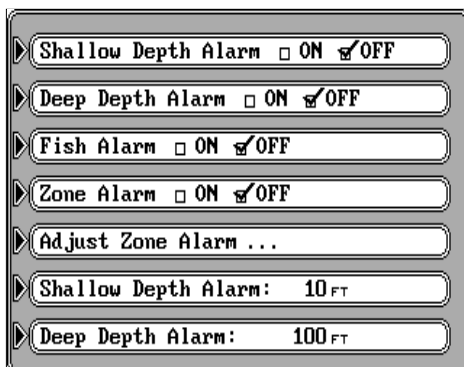 Shallow Depth Alarm □ ON ☑ OFF
Deep Depth Alarm □ ON ☑ OFF
Fish Alarm □ ON ☑ OFF
Zone Alarm □ ON ☑ OFF
Adjust Zone Alarm ...
Shallow Depth Alarm: 10 FT
Deep Depth Alarm: 100 FT